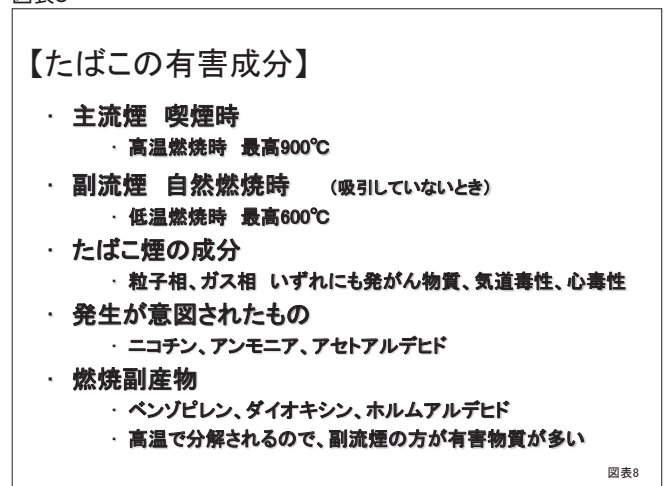 【たばこの有害成分】
・ 主流煙 喫煙時
・ 高温燃焼時 最高900℃
・ 副流煙 自然燃焼時 （吸引していないとき）
・ 低温燃焼時 最高600℃
・ たばこ煙の成分
・ 粒子相、ガス相 いずれにも発がん物質、気道毒性、心毒性
・ 発生が意図されたもの
・ ニコチン、アンモニア、アセトアルデヒド
・ 燃焼副産物
・ ベンゾピレン、ダイオキシン、ホルムアルデヒド
・ 高温で分解されるので、副流煙の方が有害物質が多い
図表8